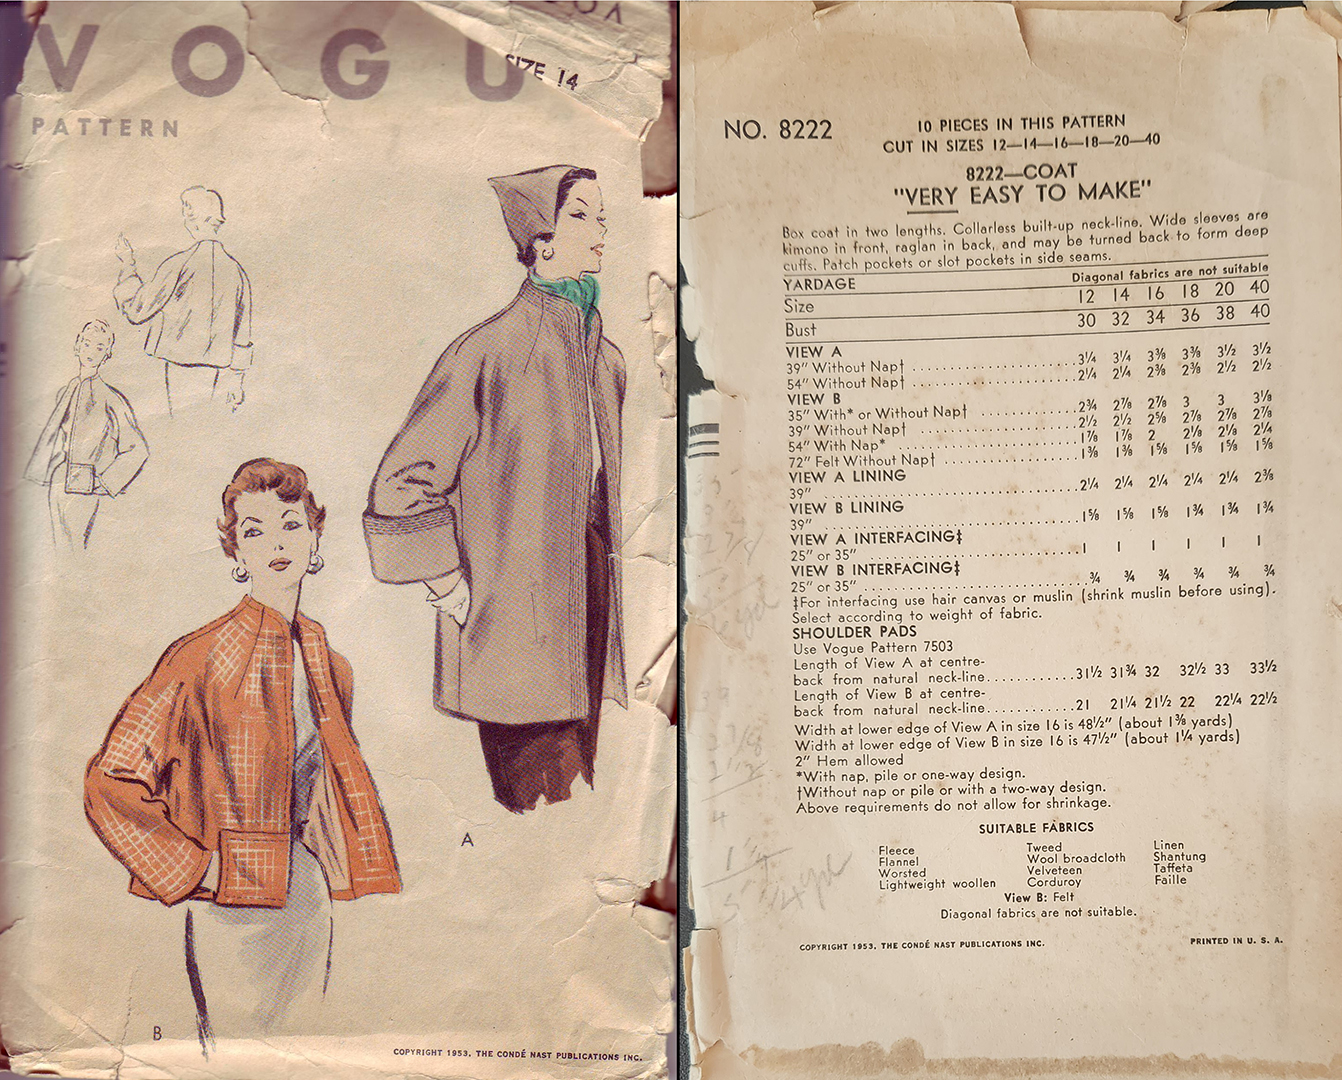 VOGU
SIZE 14
PATTERN
A
B
COPYRIGHT 1953, THE CONDÉ NAST PUBLICATIONS INC.
NO. 8222
10 PIECES IN THIS PATTERN
CUT IN SIZES 12—14—16—18—20—40
8222—COAT
"VERY EASY TO MAKE"
Box coat in two lengths. Collarless built-up neck-line. Wide sleeves are
kimono in front, raglan in back, and may be turned back to form deep
cuffs. Patch pockets or slot pockets in side seams.
YARDAGE Diagonal fabrics are not suitable
Size 12 14 16 18 20 40
Bust 30 32 34 36 38 40
VIEW A
39" Without Nap† 3¼ 3¼ 3⅜ 3⅜ 3½ 3½
54" Without Nap† 2¼ 2¼ 2⅜ 2⅜ 2½ 2½
VIEW B
35" With* or Without Nap† 2¾ 2⅞ 2⅞ 3 3 3⅛
39" Without Nap† 2½ 2½ 2⅝ 2⅞ 2⅞ 2⅞
54" With Nap* 1⅞ 1⅞ 2 2⅛ 2⅛ 2¼
72" Felt Without Nap† 1⅜ 1⅜ 1⅝ 1⅝ 1⅝ 1⅝
VIEW A LINING
39" 2¼ 2¼ 2¼ 2¼ 2¼ 2⅜
VIEW B LINING
39" 1⅝ 1⅝ 1⅝ 1¾ 1¾ 1¾
VIEW A INTERFACING‡
25" or 35" 1 1 1 1 1 1
VIEW B INTERFACING‡
25" or 35" ¾ ¾ ¾ ¾ ¾ ¾
‡For interfacing use hair canvas or muslin (shrink muslin before using).
Select according to weight of fabric.
SHOULDER PADS
Use Vogue Pattern 7503
Length of View A at centre-
back from natural neck-line 31½ 31¾ 32 32½ 33 33½
Length of View B at centre-
back from natural neck-line 21 21¼ 21½ 22 22¼ 22½
Width at lower edge of View A in size 16 is 48½" (about 1⅜ yards)
Width at lower edge of View B in size 16 is 47½" (about 1¼ yards)
2" Hem allowed
*With nap, pile or one-way design.
†Without nap or pile or with a two-way design.
Above requirements do not allow for shrinkage.
SUITABLE FABRICS
Fleece Tweed Linen
Flannel Wool broadcloth Shantung
Worsted Velveteen Taffeta
Lightweight woollen Corduroy Faille
View B: Felt
Diagonal fabrics are not suitable.
COPYRIGHT 1953, THE CONDÉ NAST PUBLICATIONS INC. PRINTED IN U. S. A.